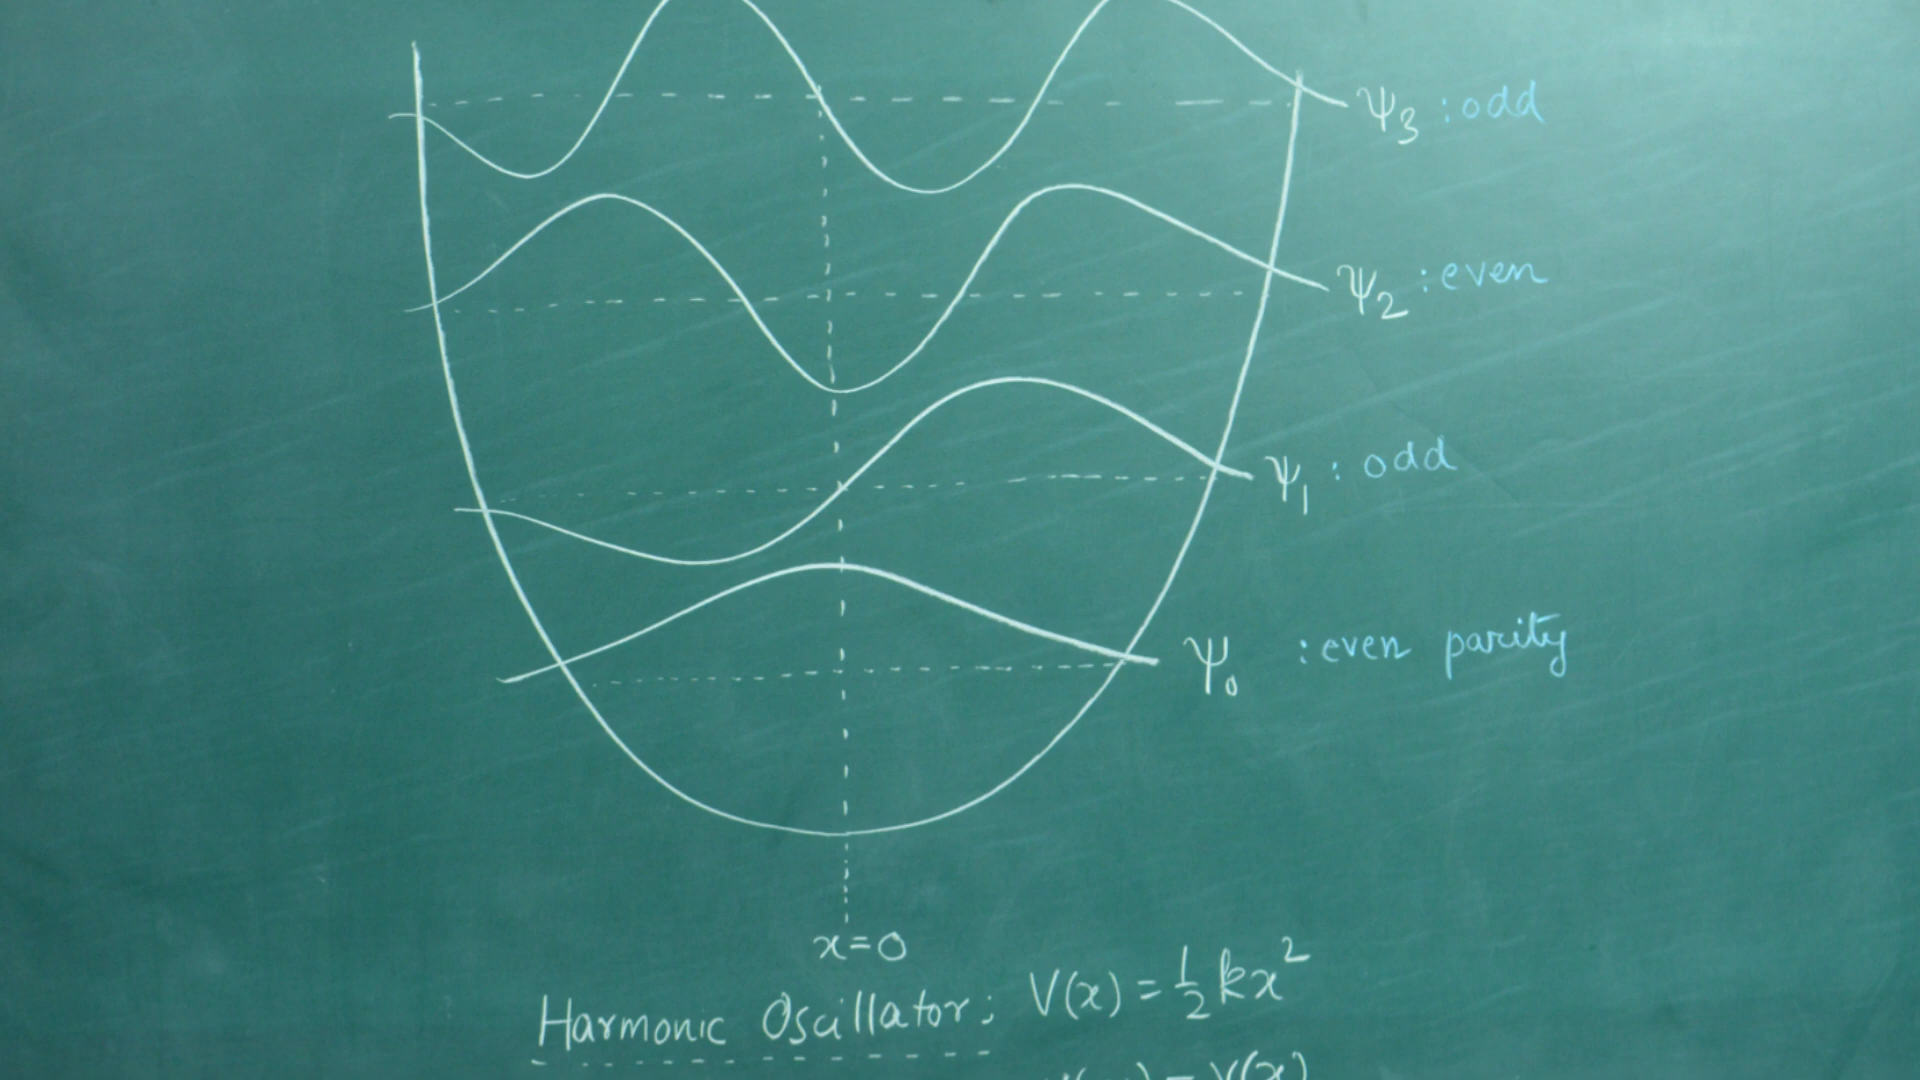 ψ₃ : odd
ψ₂ : even
ψ₁ : odd
ψ₀ : even parity
x=0
Harmonic Oscillator; V(x) = ½kx²
V(x)